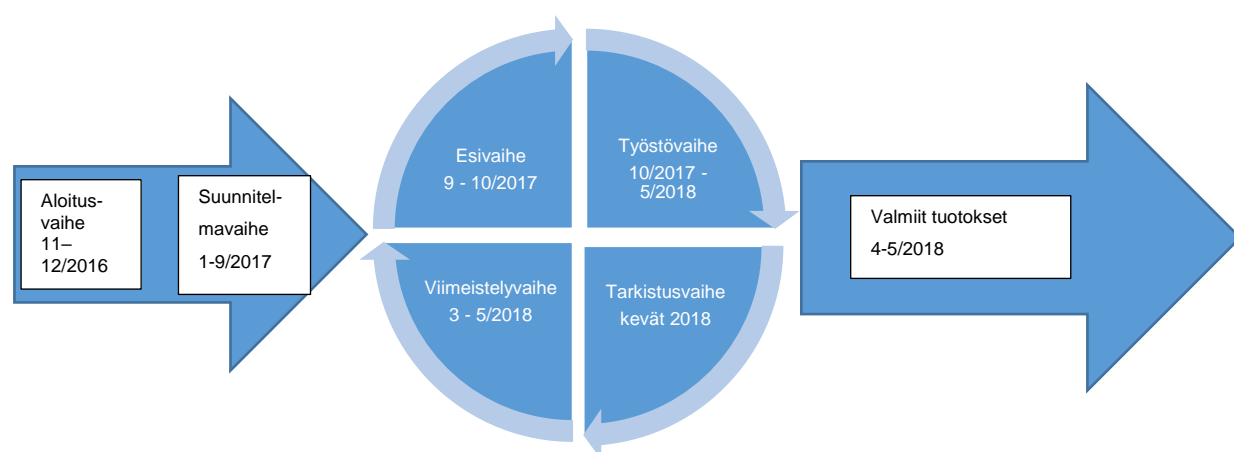 Aloitus-
vaihe
11–
12/2016
Suunnitel-
mavaihe
1-9/2017
Esivaihe
9 - 10/2017
Työstövaihe
10/2017 -
5/2018
Viimeistelyvaihe
3 - 5/2018
Tarkistusvaihe
kevät 2018
Valmiit tuotokset
4-5/2018